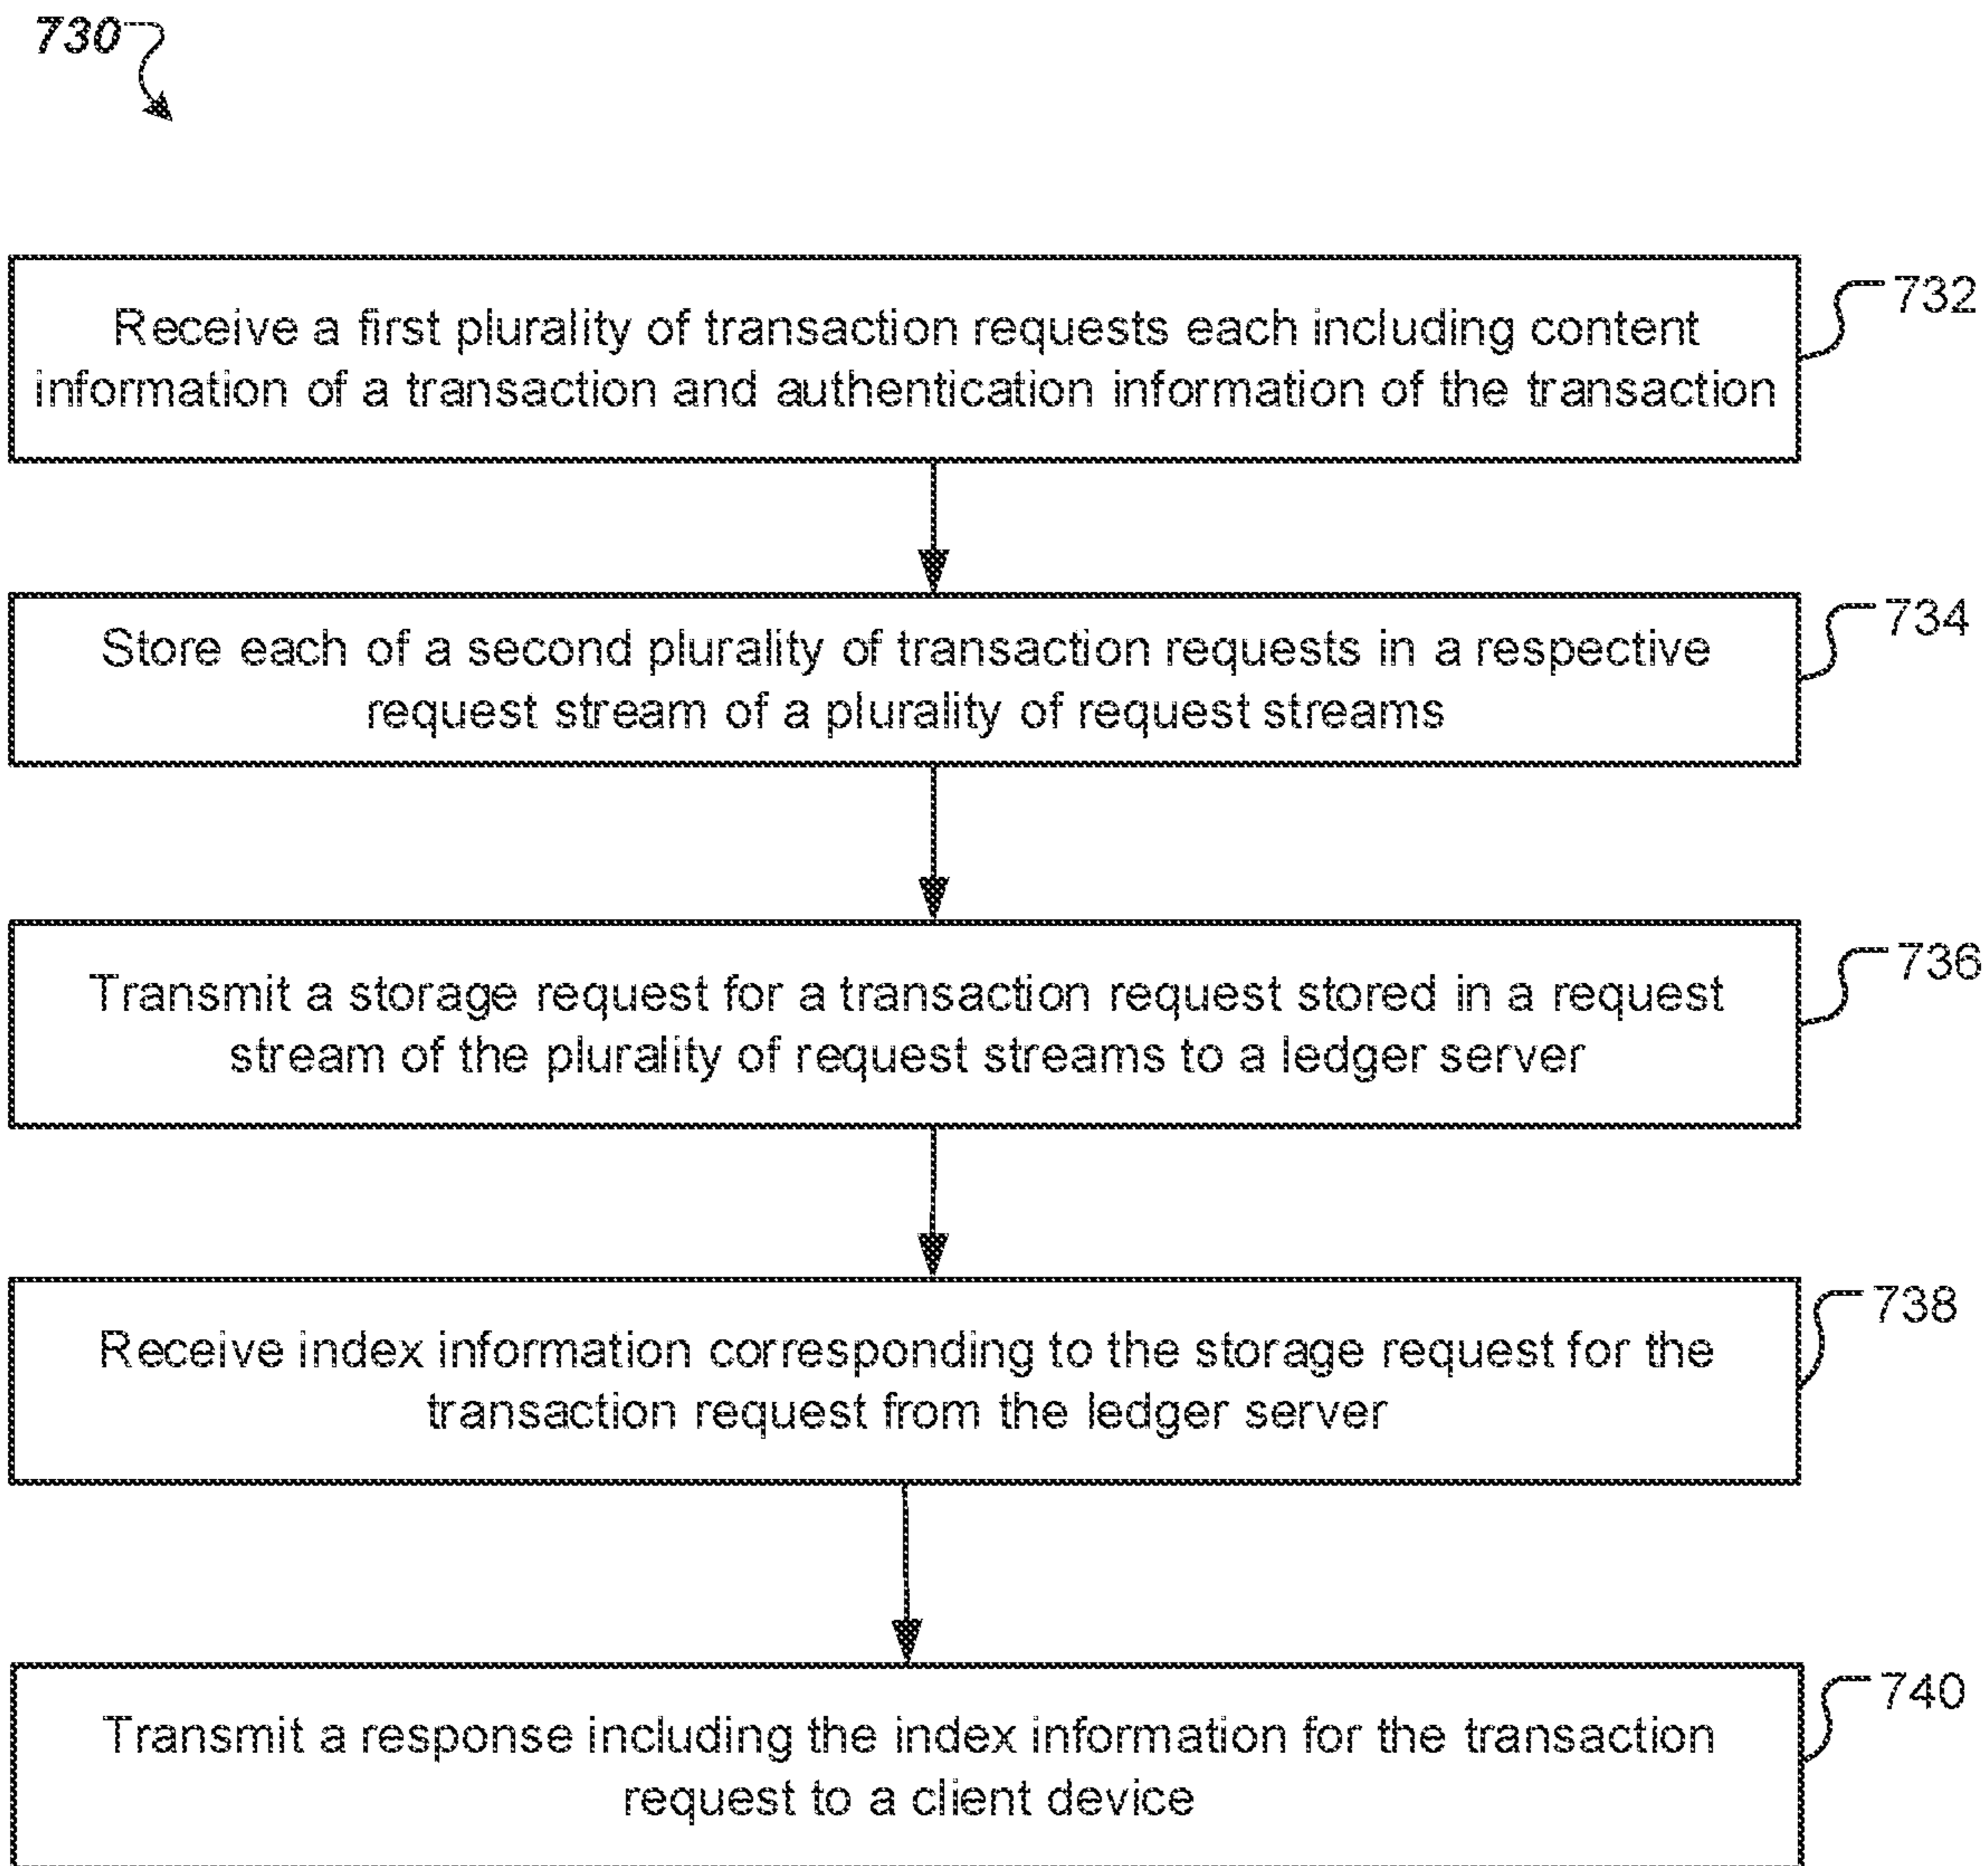 730
Receive a first plurality of transaction requests each including content
information of a transaction and authentication information of the transaction
732
Store each of a second plurality of transaction requests in a respective
request stream of a plurality of request streams
734
Transmit a storage request for a transaction request stored in a request
stream of the plurality of request streams to a ledger server
736
Receive index information corresponding to the storage request for the
transaction request from the ledger server
738
Transmit a response including the index information for the transaction
request to a client device
740